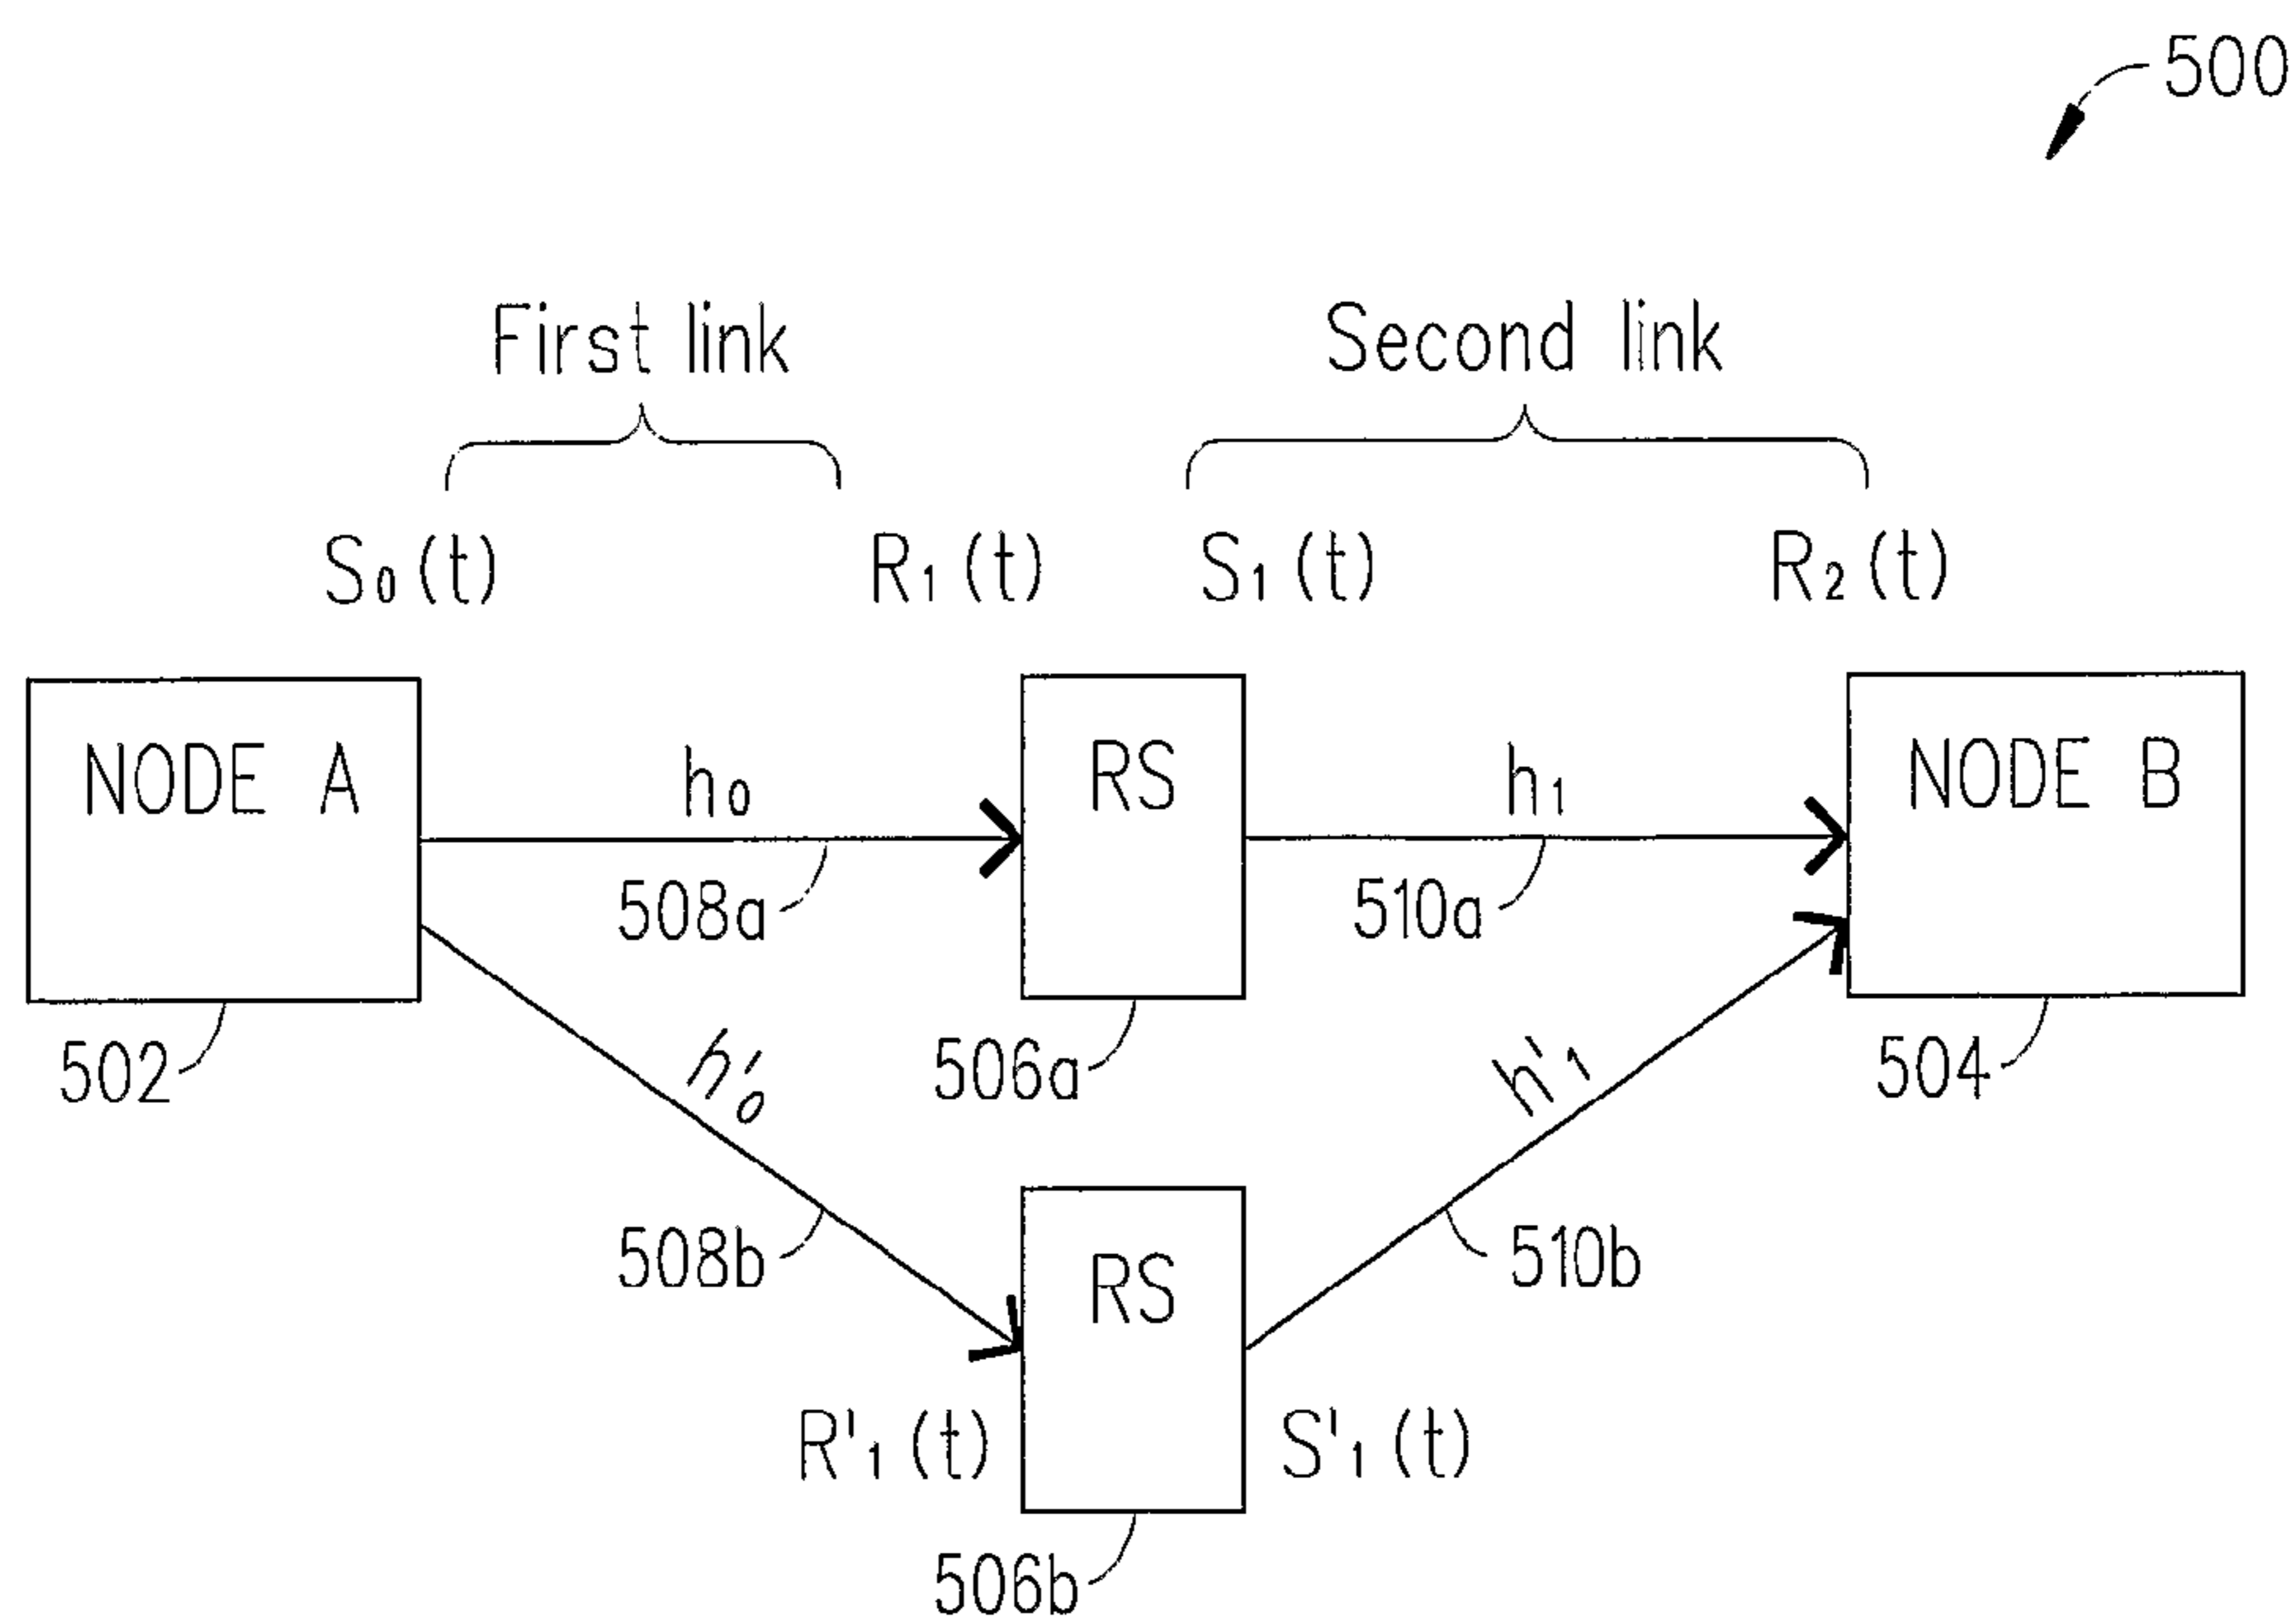 500
First link
Second link
S₀(t)
R₁(t)
S₁(t)
R₂(t)
NODE A
h₀
RS
h₁
NODE B
508a
510a
502
h'₀
506a
h'₁
504
508b
RS
510b
R'₁(t)
S'₁(t)
506b